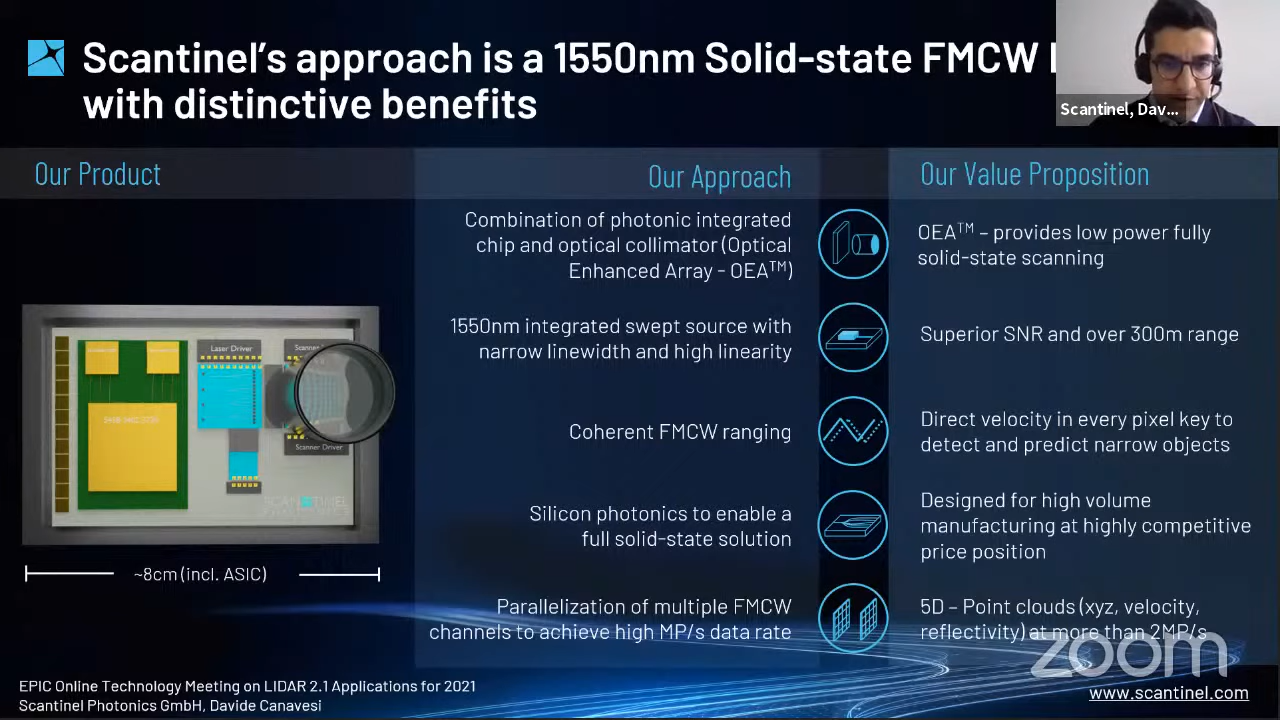 Scantinel's approach is a 1550nm Solid-state FMCW
with distinctive benefits
Scantinel, Dav...
Our Product
Our Approach
Our Value Proposition
Combination of photonic integrated
chip and optical collimator (Optical
Enhanced Array - OEA™)
OEA™ – provides low power fully
solid-state scanning
1550nm integrated swept source with
narrow linewidth and high linearity
Superior SNR and over 300m range
Coherent FMCW ranging
Direct velocity in every pixel key to
detect and predict narrow objects
Silicon photonics to enable a
full solid-state solution
Designed for high volume
manufacturing at highly competitive
price position
Parallelization of multiple FMCW
channels to achieve high MP/s data rate
5D – Point clouds (xyz, velocity,
reflectivity) at more than 2MP/s
Laser Driver
Scanner Driver
SCANTINEL
~8cm (incl. ASIC)
zoom
EPIC Online Technology Meeting on LIDAR 2.1 Applications for 2021
Scantinel Photonics GmbH, Davide Canavesi
www.scantinel.com